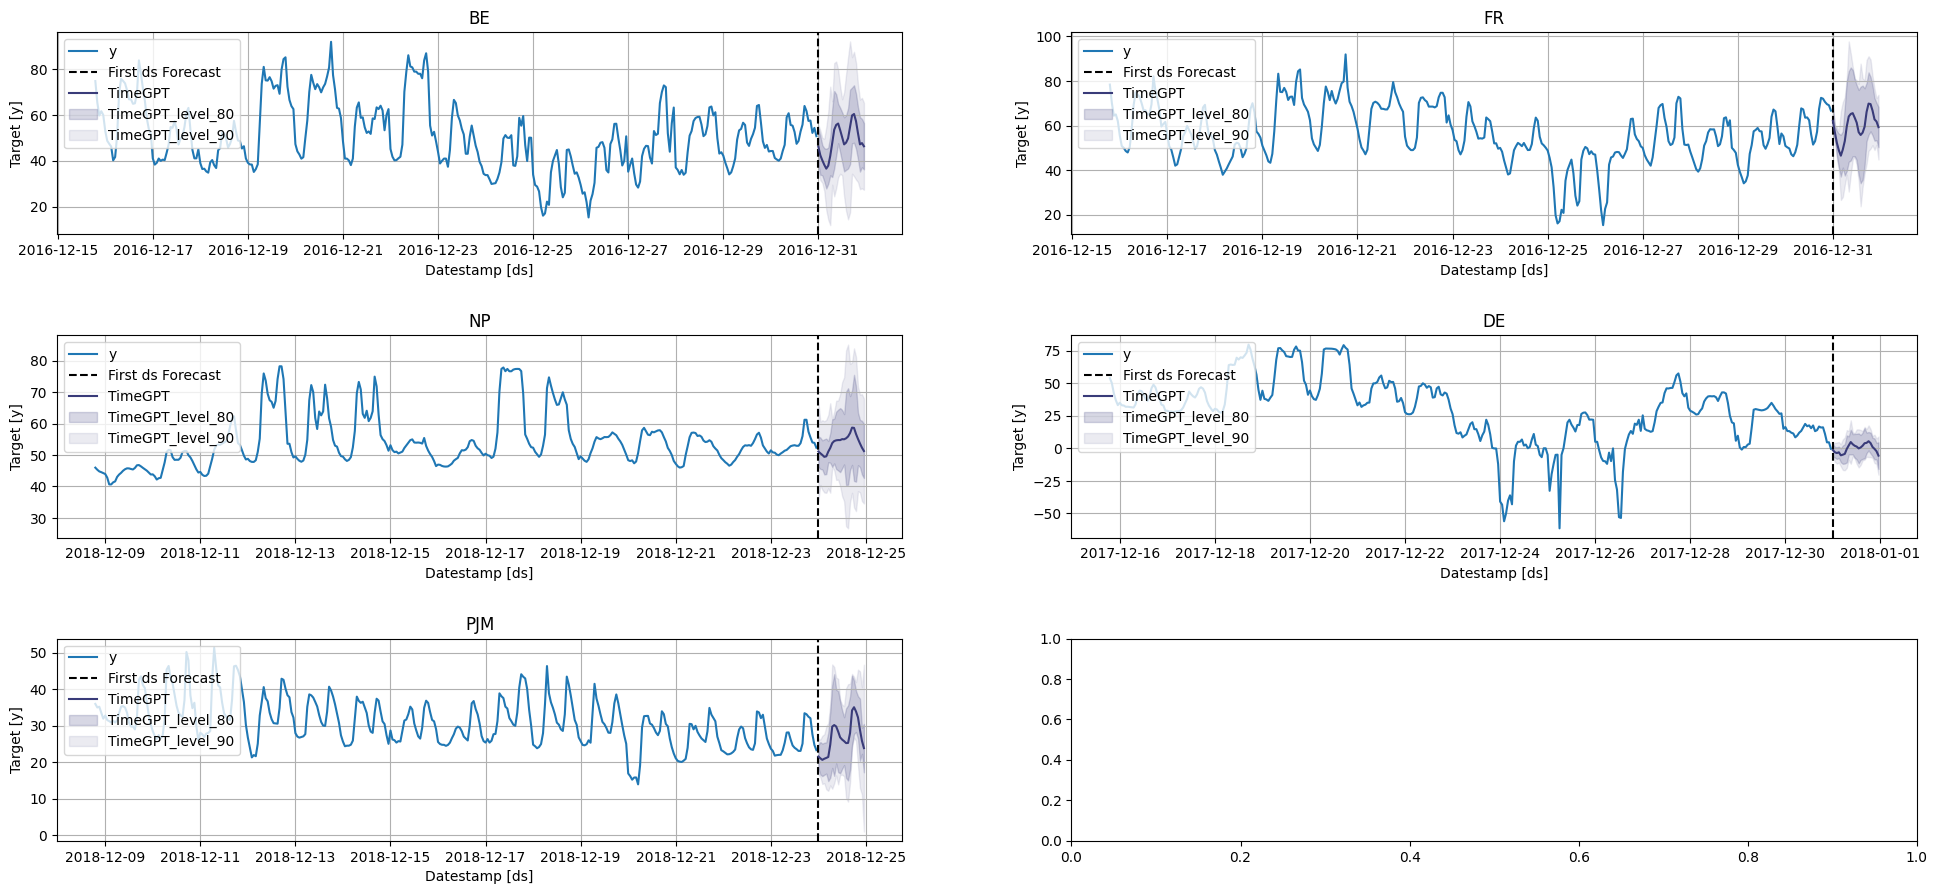 BE
Target [y]
80
60
40
20
y
First ds Forecast
TimeGPT
TimeGPT_level_80
TimeGPT_level_90
2016-12-15 2016-12-17 2016-12-19 2016-12-21 2016-12-23 2016-12-25 2016-12-27 2016-12-29 2016-12-31
Datestamp [ds]
FR
Target [y]
100
80
60
40
20
y
First ds Forecast
TimeGPT
TimeGPT_level_80
TimeGPT_level_90
2016-12-15 2016-12-17 2016-12-19 2016-12-21 2016-12-23 2016-12-25 2016-12-27 2016-12-29 2016-12-31
Datestamp [ds]
NP
Target [y]
80
70
60
50
40
30
y
First ds Forecast
TimeGPT
TimeGPT_level_80
TimeGPT_level_90
2018-12-09 2018-12-11 2018-12-13 2018-12-15 2018-12-17 2018-12-19 2018-12-21 2018-12-23 2018-12-25
Datestamp [ds]
DE
Target [y]
75
50
25
0
−25
−50
y
First ds Forecast
TimeGPT
TimeGPT_level_80
TimeGPT_level_90
2017-12-16 2017-12-18 2017-12-20 2017-12-22 2017-12-24 2017-12-26 2017-12-28 2017-12-30 2018-01-01
Datestamp [ds]
PJM
Target [y]
50
40
30
20
10
0
y
First ds Forecast
TimeGPT
TimeGPT_level_80
TimeGPT_level_90
2018-12-09 2018-12-11 2018-12-13 2018-12-15 2018-12-17 2018-12-19 2018-12-21 2018-12-23 2018-12-25
Datestamp [ds]
1.0
0.8
0.6
0.4
0.2
0.0
0.0 0.2 0.4 0.6 0.8 1.0